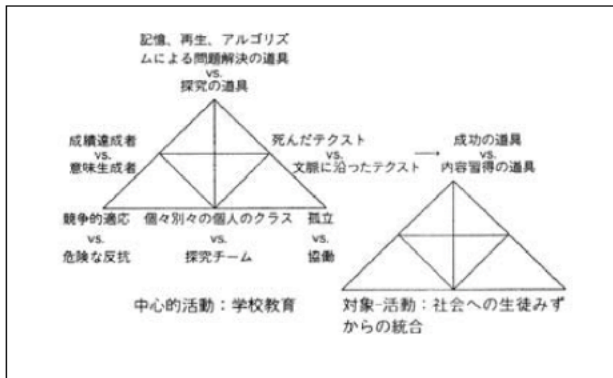 記憶、再生、アルゴリズ
ムによる問題解決の道具
vs.
探究の道具
成績達成者
vs.
意味生成者
死んだテクスト
vs.
文脈に沿ったテクスト
成功の道具
vs.
内容習得の道具
競争的適応
vs.
危険な反抗
個々別々の個人のクラス
vs.
探究チーム
孤立
vs.
協働
中心的活動：学校教育
対象-活動：社会への生徒みず
からの統合